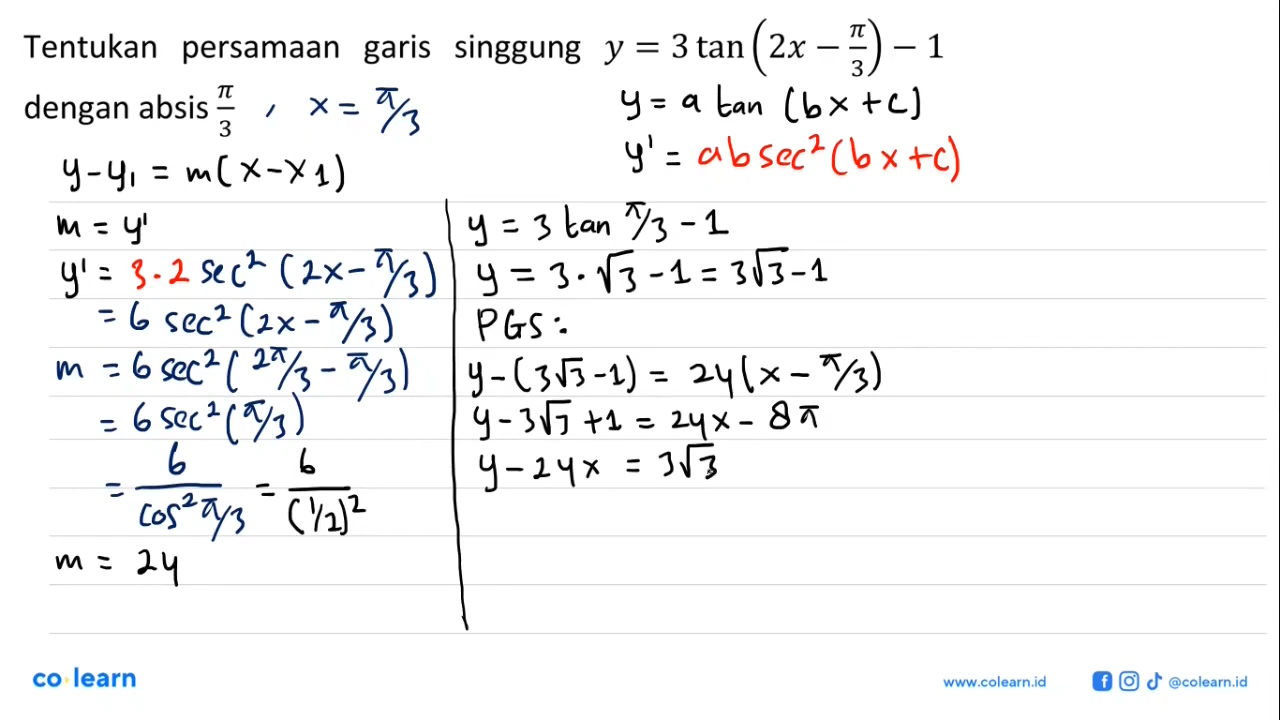 Tentukan persamaan garis singgung y = 3 tan(2x − π/3) − 1
dengan absis π/3 , x = π/3
y = a tan (bx + c)
y' = ab sec² (bx + c)
y − y₁ = m(x − x1)
m = y'
y' = 3·2 sec² (2x − π/3)
= 6 sec² (2x − π/3)
m = 6 sec² (2π/3 − π/3)
= 6 sec² (π/3)
= 6/cos² π/3 = 6/(1/2)²
m = 24
y = 3 tan π/3 − 1
y = 3 · √3 − 1 = 3√3 − 1
PGS :
y − (3√3 − 1) = 24(x − π/3)
y − 3√3 + 1 = 24x − 8π
y − 24x = 3√3
co learn
www.colearn.id @colearn.id